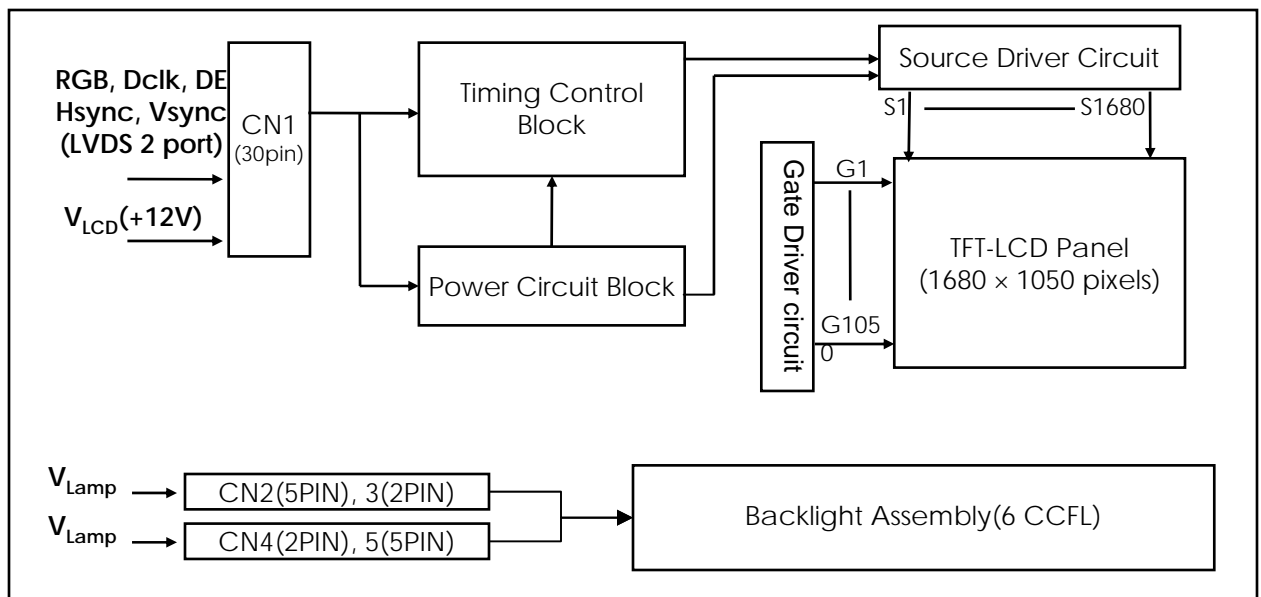 RGB, Dclk, DE
Hsync, Vsync
(LVDS 2 port)
V_LCD(+12V)
CN1
(30pin)
Timing Control
Block
Power Circuit Block
Source Driver Circuit
S1
S1680
Gate Driver circuit
G1
G105
0
TFT-LCD Panel
(1680 × 1050 pixels)
V_Lamp
CN2(5PIN), 3(2PIN)
V_Lamp
CN4(2PIN), 5(5PIN)
Backlight Assembly(6 CCFL)